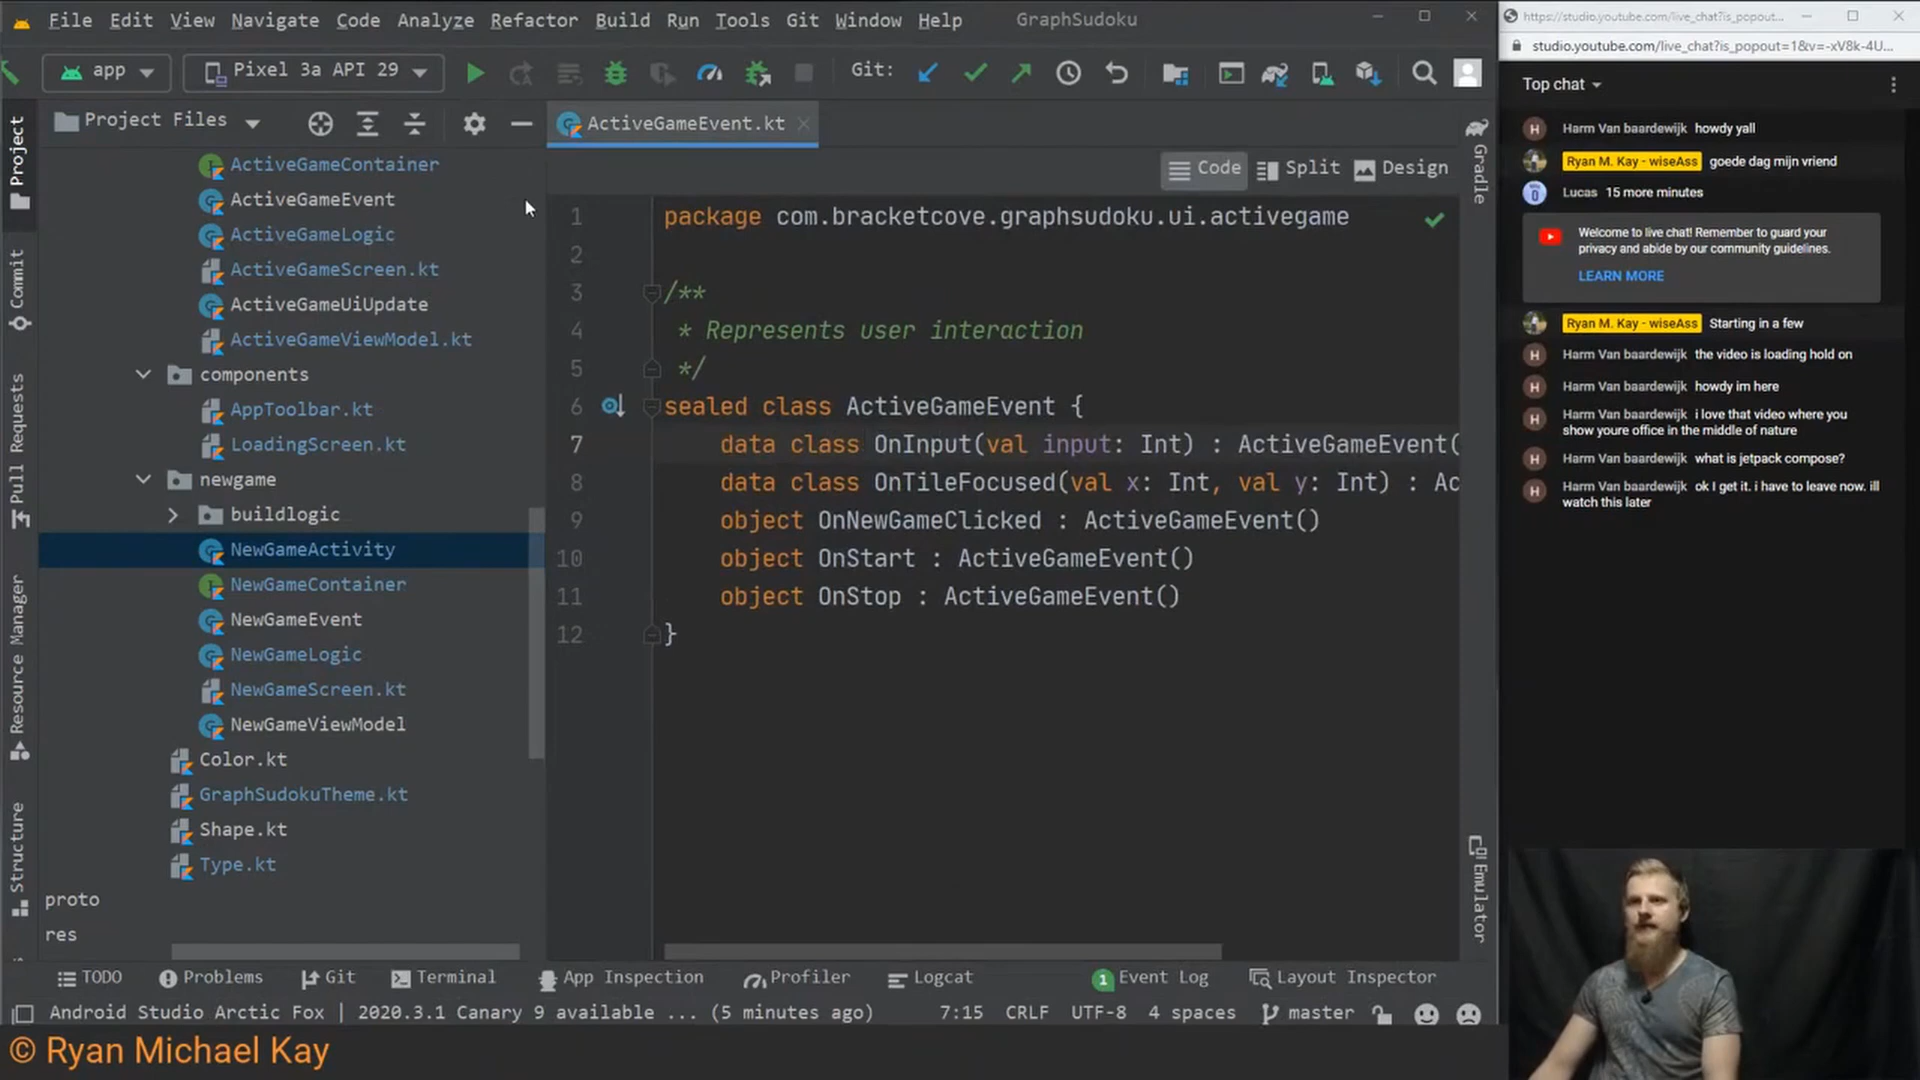 File Edit View Navigate Code Analyze Refactor Build Run Tools Git Window Help GraphSudoku
app Pixel 3a API 29 Git:
Project Files
ActiveGameEvent.kt
Code Split Design
Project
Commit
Pull Requests
Resource Manager
Structure
ActiveGameContainer
ActiveGameEvent
ActiveGameLogic
ActiveGameScreen.kt
ActiveGameUiUpdate
ActiveGameViewModel.kt
components
AppToolbar.kt
LoadingScreen.kt
newgame
buildlogic
NewGameActivity
NewGameContainer
NewGameEvent
NewGameLogic
NewGameScreen.kt
NewGameViewModel
Color.kt
GraphSudokuTheme.kt
Shape.kt
Type.kt
proto
res
1 package com.bracketcove.graphsudoku.ui.activegame
2
3 /**
4 * Represents user interaction
5 */
6 sealed class ActiveGameEvent {
7 data class OnInput(val input: Int) : ActiveGameEvent(
8 data class OnTileFocused(val x: Int, val y: Int) : Ac
9 object OnNewGameClicked : ActiveGameEvent()
10 object OnStart : ActiveGameEvent()
11 object OnStop : ActiveGameEvent()
12 }
Gradle
Emulator
TODO Problems Git Terminal App Inspection Profiler Logcat 1 Event Log Layout Inspector
Android Studio Arctic Fox | 2020.3.1 Canary 9 available ... (5 minutes ago) 7:15 CRLF UTF-8 4 spaces master
© Ryan Michael Kay
https://studio.youtube.com/live_chat?is_popout...
studio.youtube.com/live_chat?is_popout=1&v=-xV8k-4U...
Top chat
H Harm Van baardewijk howdy yall
Ryan M. Kay - wiseAss goede dag mijn vriend
Lucas 15 more minutes
Welcome to live chat! Remember to guard your
privacy and abide by our community guidelines.
LEARN MORE
Ryan M. Kay - wiseAss Starting in a few
H Harm Van baardewijk the video is loading hold on
H Harm Van baardewijk howdy im here
H Harm Van baardewijk i love that video where you
show youre office in the middle of nature
H Harm Van baardewijk what is jetpack compose?
H Harm Van baardewijk ok I get it. i have to leave now. ill
watch this later